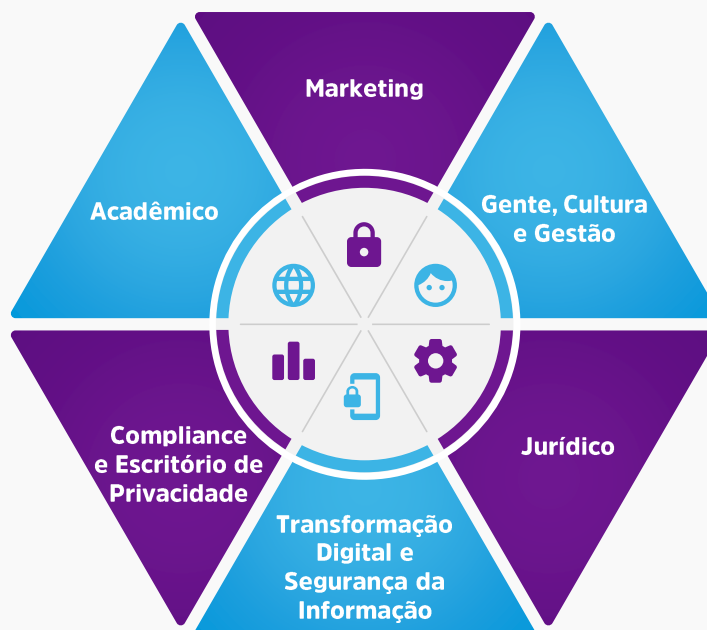 Marketing
Acadêmico
Gente, Cultura
e Gestão
Compliance
e Escritório de
Privacidade
Jurídico
Transformação
Digital e
Segurança da
Informação